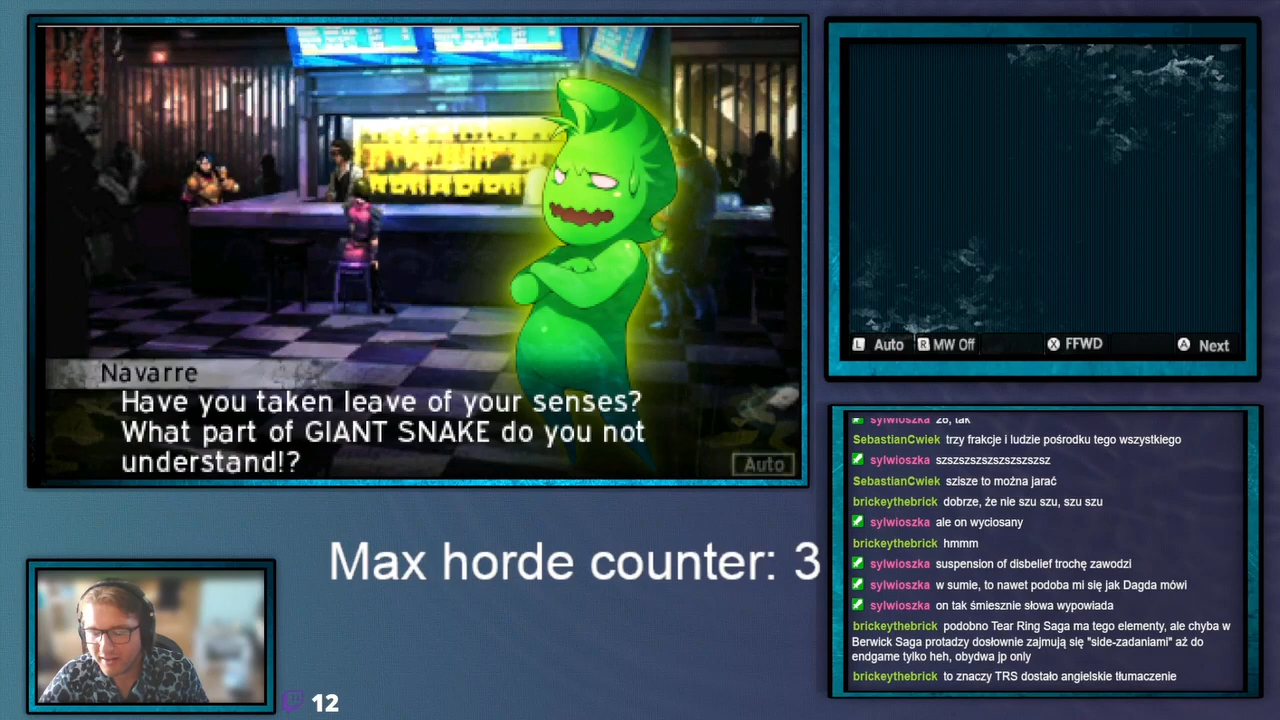 Navarre
Have you taken leave of your senses?
What part of GIANT SNAKE do you not
understand!?
Auto
L Auto R MW Off X FFWD A Next
Max horde counter: 3
12
sylwioszka zo, tak
SebastianCwiek trzy frakcje i ludzie pośrodku tego wszystkiego
sylwioszka szszszszszszszszsz
SebastianCwiek szisze to można jarać
brickeythebrick dobrze, że nie szu szu, szu szu
sylwioszka ale on wyciosany
brickeythebrick hmmm
sylwioszka suspension of disbelief trochę zawodzi
sylwioszka w sumie, to nawet podoba mi się jak Dagda mówi
sylwioszka on tak śmiesznie słowa wypowiada
brickeythebrick podobno Tear Ring Saga ma tego elementy, ale chyba w
Berwick Saga protadzy dosłownie zajmują się "side-zadaniami" aż do
endgame tylko heh, obydwa jp only
brickeythebrick to znaczy TRS dostało angielskie tłumaczenie